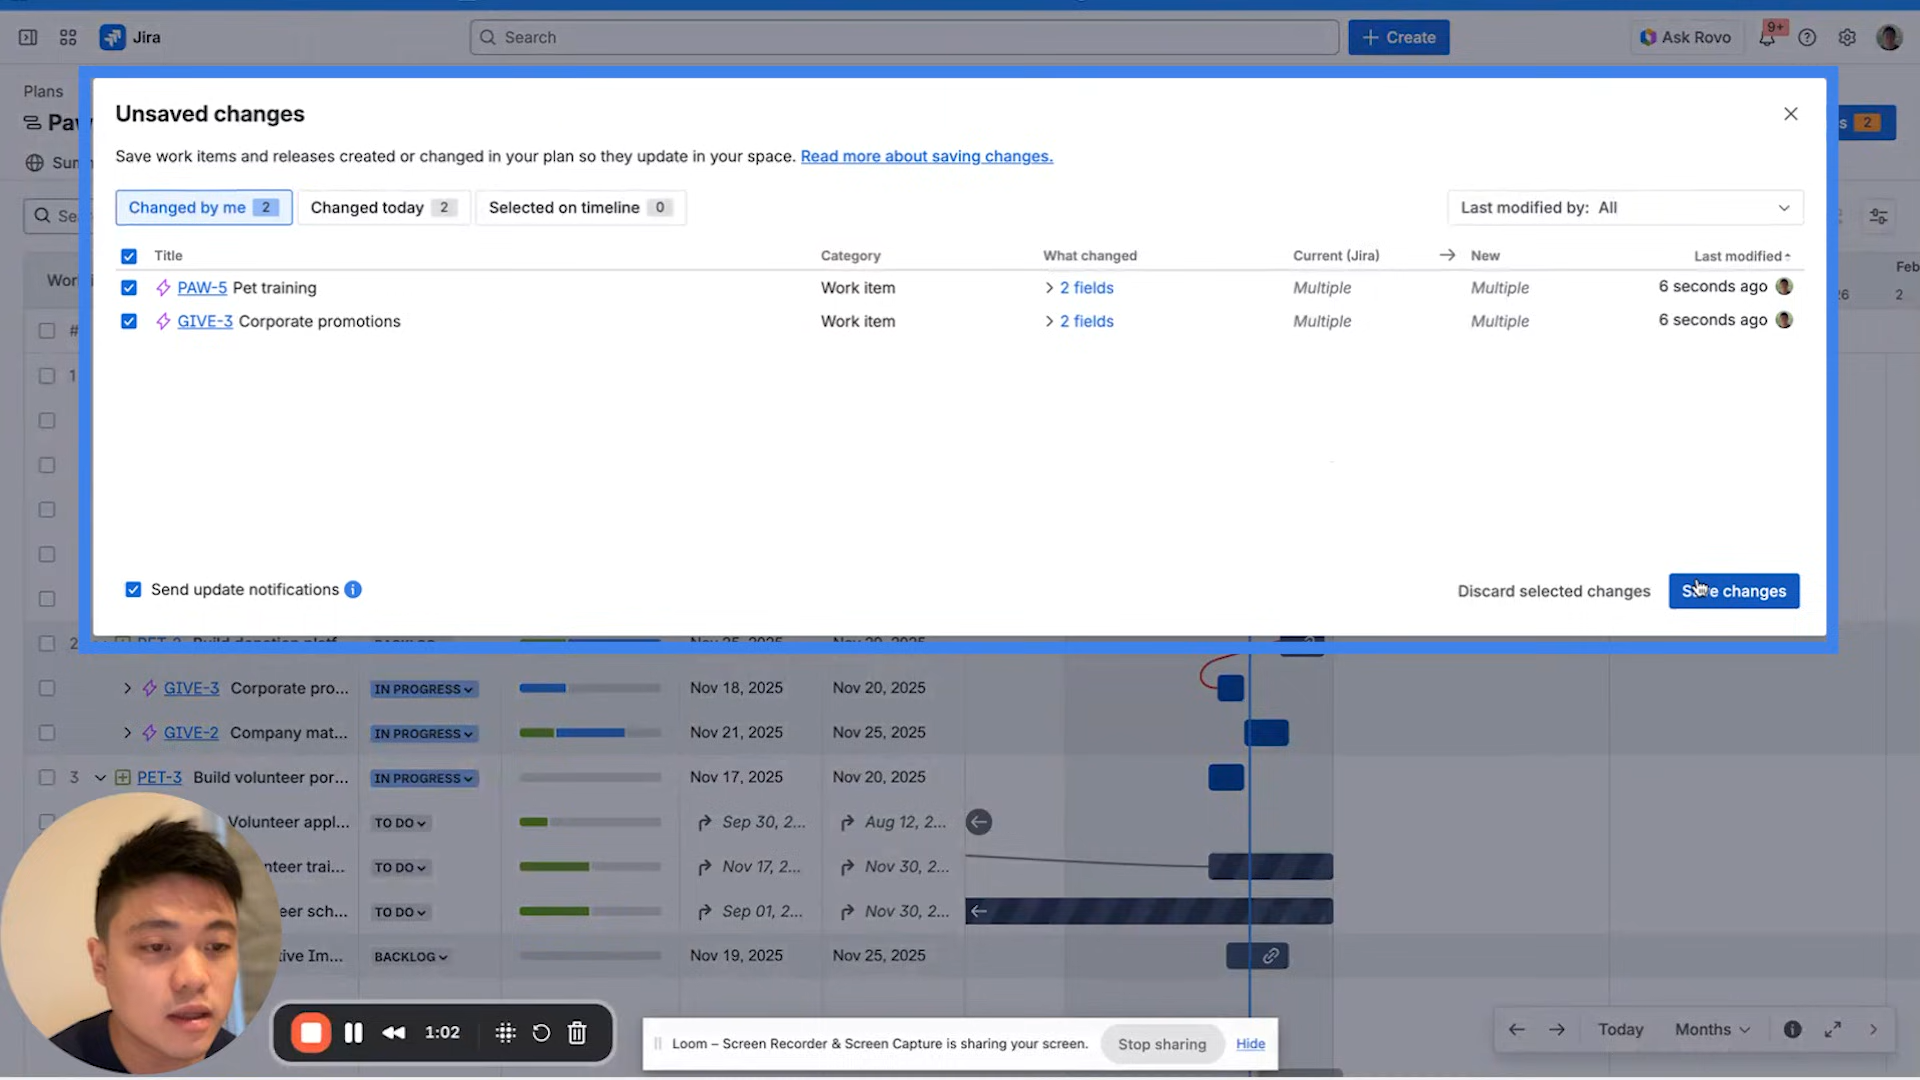 Jira
Search
+ Create
Ask Rovo
9+
Plans
Unsaved changes
2
Save work items and releases created or changed in your plan so they update in your space. Read more about saving changes.
Changed by me 2
Changed today 2
Selected on timeline 0
Last modified by: All
Title
Category
What changed
Current (Jira)
→ New
Last modified
PAW-5 Pet training
Work item
2 fields
Multiple
Multiple
6 seconds ago
GIVE-3 Corporate promotions
Work item
2 fields
Multiple
Multiple
6 seconds ago
Feb
2
#
1
Send update notifications
Discard selected changes
Save changes
2
GIVE-3 Corporate pro...
IN PROGRESS
Nov 18, 2025
Nov 20, 2025
GIVE-2 Company mat...
IN PROGRESS
Nov 21, 2025
Nov 25, 2025
3 PET-3 Build volunteer por...
IN PROGRESS
Nov 17, 2025
Nov 20, 2025
Volunteer appl...
TO DO
Sep 30, 2...
Aug 12, 2...
nteer trai...
TO DO
Nov 17, 2...
Nov 30, 2...
eer sch...
TO DO
Sep 01, 2...
Nov 30, 2...
tive Im...
BACKLOG
Nov 19, 2025
Nov 25, 2025
1:02
Loom – Screen Recorder & Screen Capture is sharing your screen.
Stop sharing
Hide
Today
Months